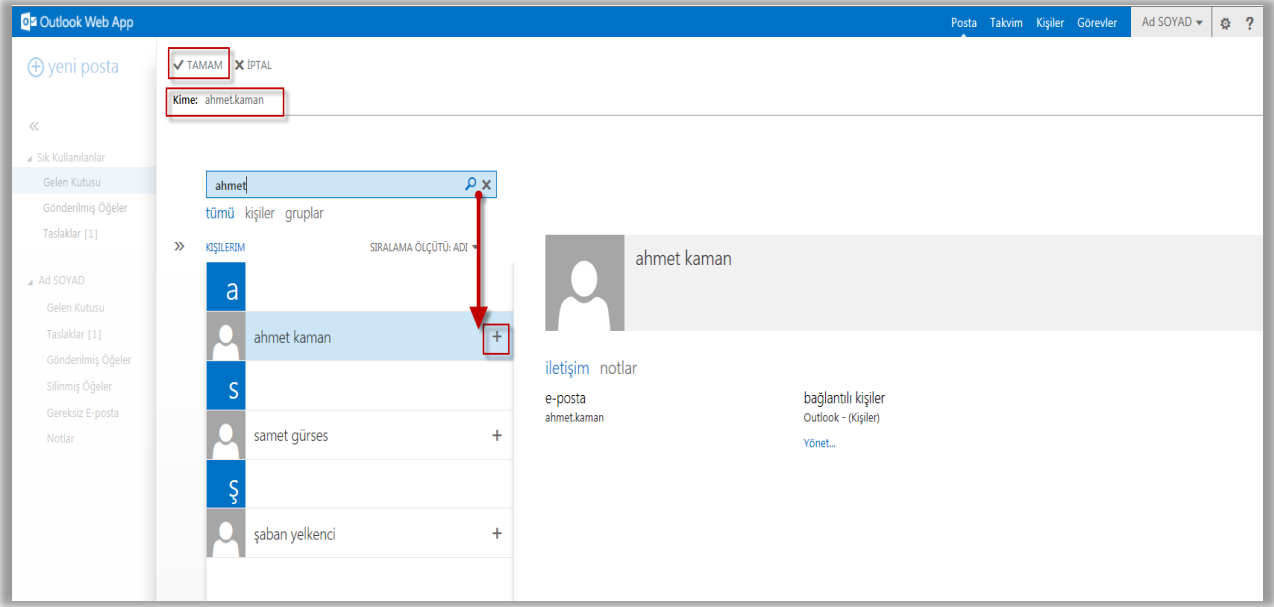 Outlook Web App
Posta Takvim Kişiler Görevler Ad SOYAD ?
yeni posta
TAMAM İPTAL
Kime: ahmet.kaman
Sık Kullanılanlar
Gelen Kutusu
Gönderilmiş Öğeler
Taslaklar [1]
Ad SOYAD
Gelen Kutusu
Taslaklar [1]
Gönderilmiş Öğeler
Silinmiş Öğeler
Gereksiz E-posta
Notlar
ahmet
tümü kişiler gruplar
KIŞILERIM SIRALAMA ÖLÇÜTÜ: ADI
a
ahmet kaman +
s
samet gürses +
ş
şaban yelkenci +
ahmet kaman
iletişim notlar
e-posta bağlantılı kişiler
ahmet.kaman Outlook - (Kişiler)
Yönet...